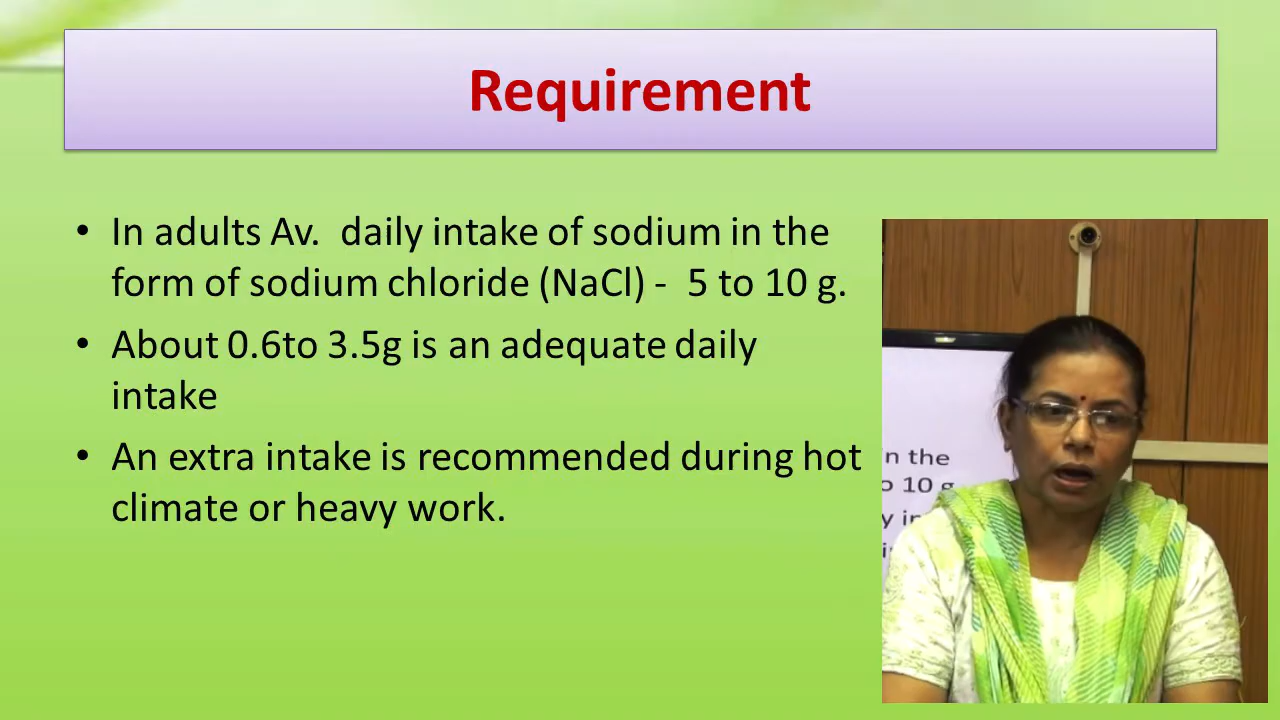 Requirement
• In adults Av. daily intake of sodium in the
form of sodium chloride (NaCl) - 5 to 10 g.
• About 0.6to 3.5g is an adequate daily
intake
• An extra intake is recommended during hot
climate or heavy work.
n the
o 10 g